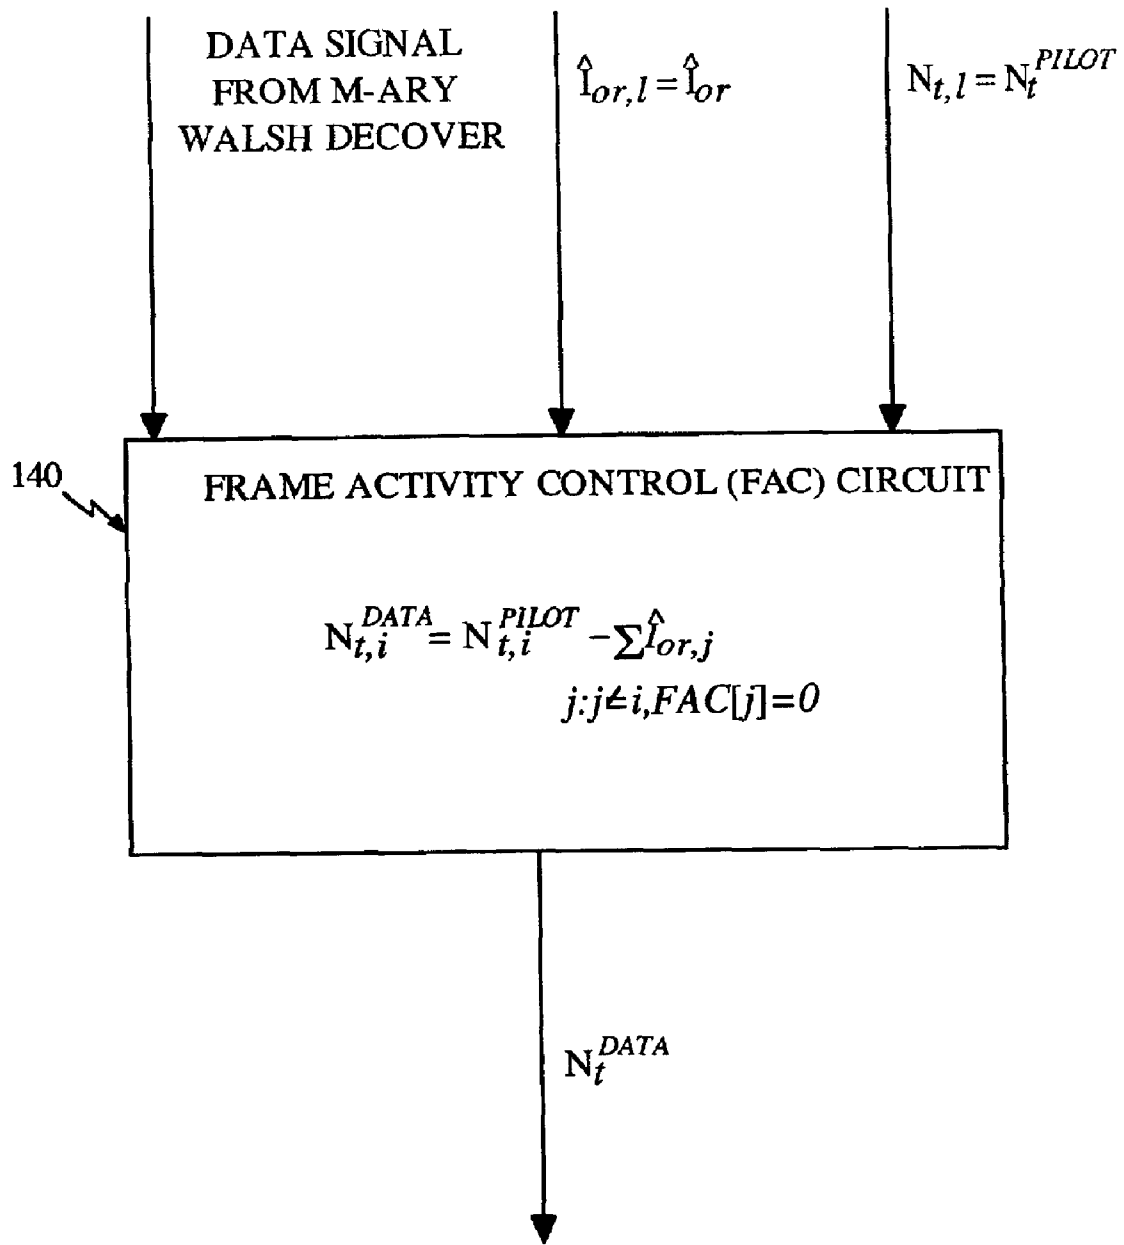 DATA SIGNAL
FROM M-ARY
WALSH DECOVER
Î_{or,l} = Î_{or}
N_{t,l} = N_t^{PILOT}
140
FRAME ACTIVITY CONTROL (FAC) CIRCUIT
N_{t,i}^{DATA} = N_{t,i}^{PILOT} - ∑Î_{or,j}
j:j≠i,FAC[j]=0
N_t^{DATA}